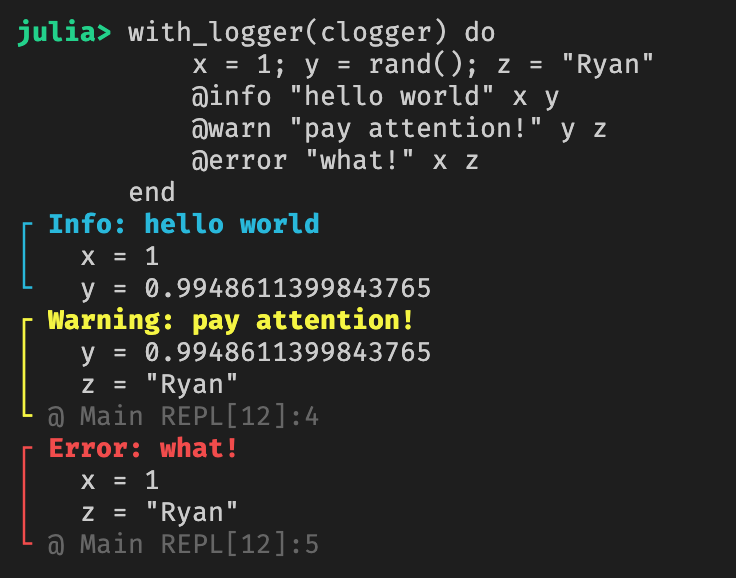 julia> with_logger(clogger) do
           x = 1; y = rand(); z = "Ryan"
           @info "hello world" x y
           @warn "pay attention!" y z
           @error "what!" x z
       end
┌ Info: hello world
│   x = 1
└   y = 0.9948611399843765
┌ Warning: pay attention!
│   y = 0.9948611399843765
│   z = "Ryan"
└ @ Main REPL[12]:4
┌ Error: what!
│   x = 1
│   z = "Ryan"
└ @ Main REPL[12]:5